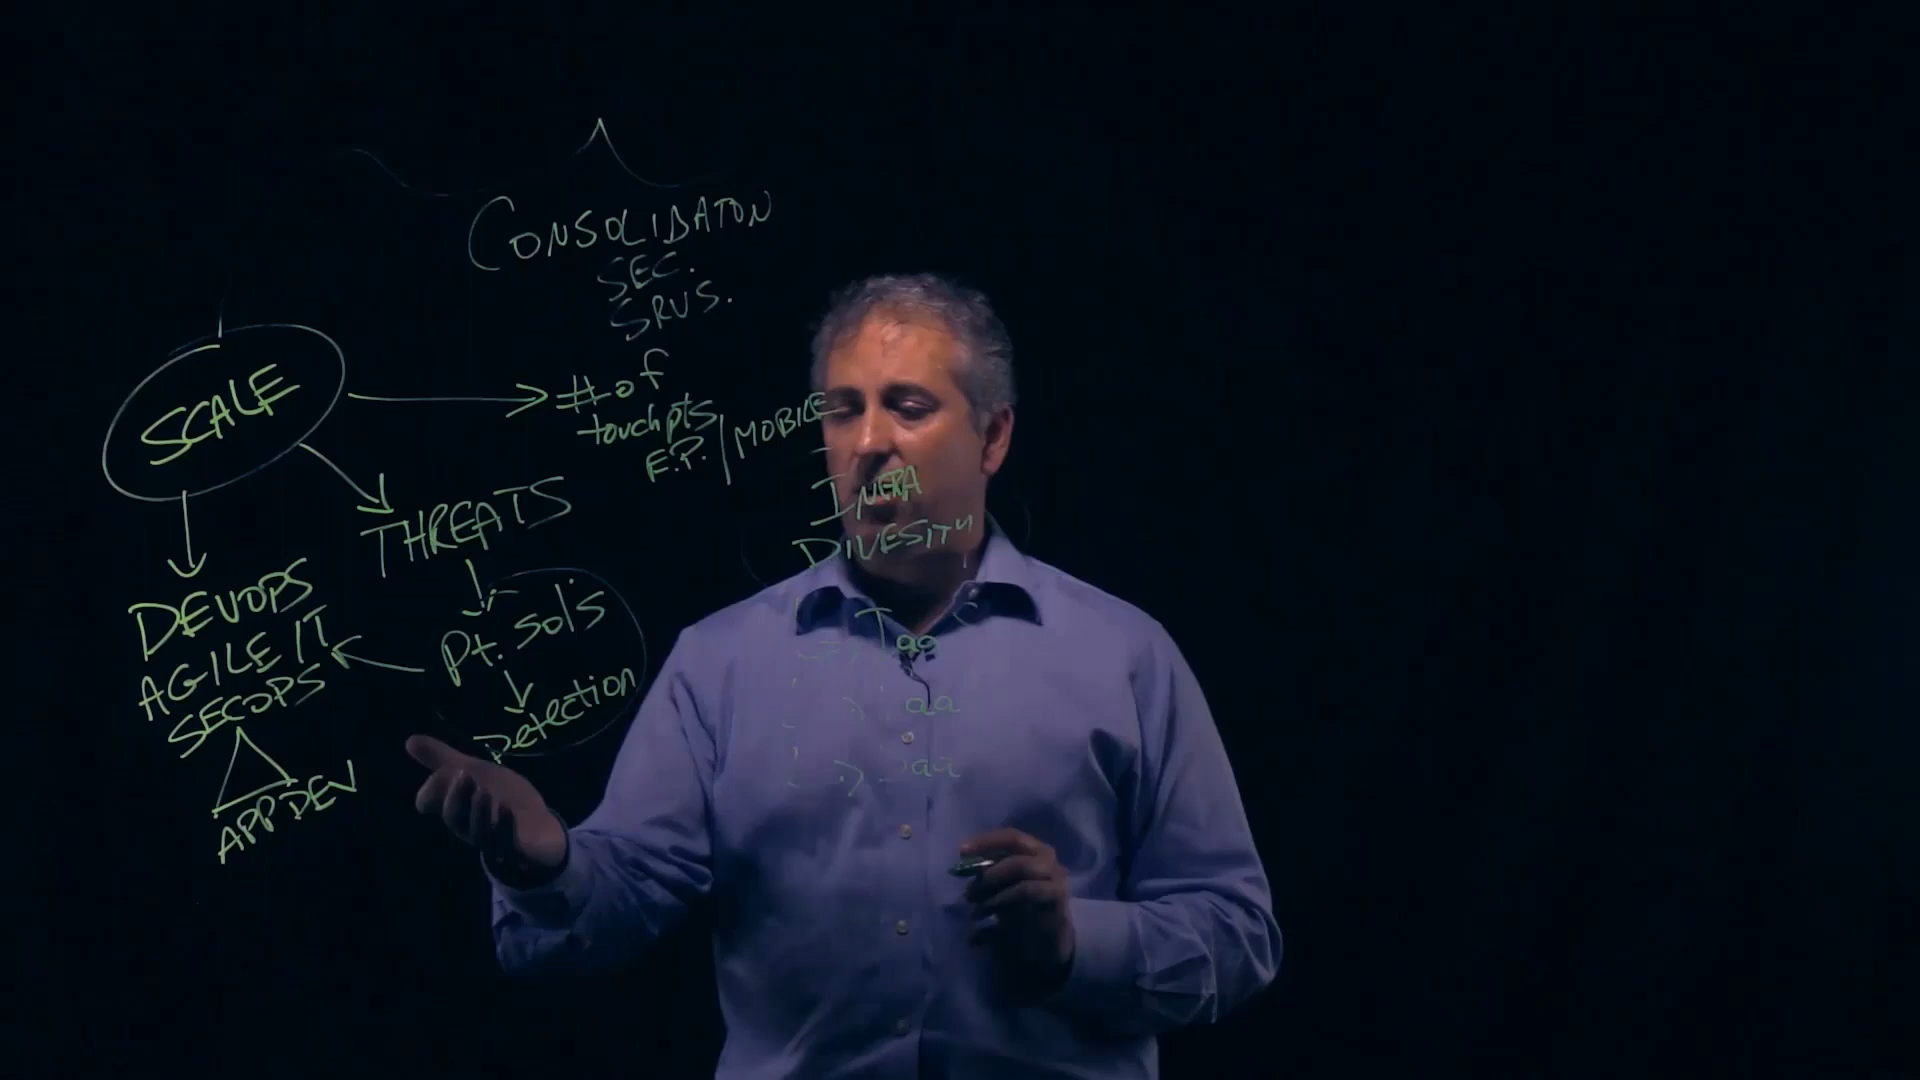 CONSOLIDATON
SEC.
SRVS.
SCALE
# of
touch pts
E.P. / MOBILE
INFRA
DIVESITY
THREATS
Pt. sol's
Detection
DEVOPS
AGILE IT
SECOPS
APP DEV